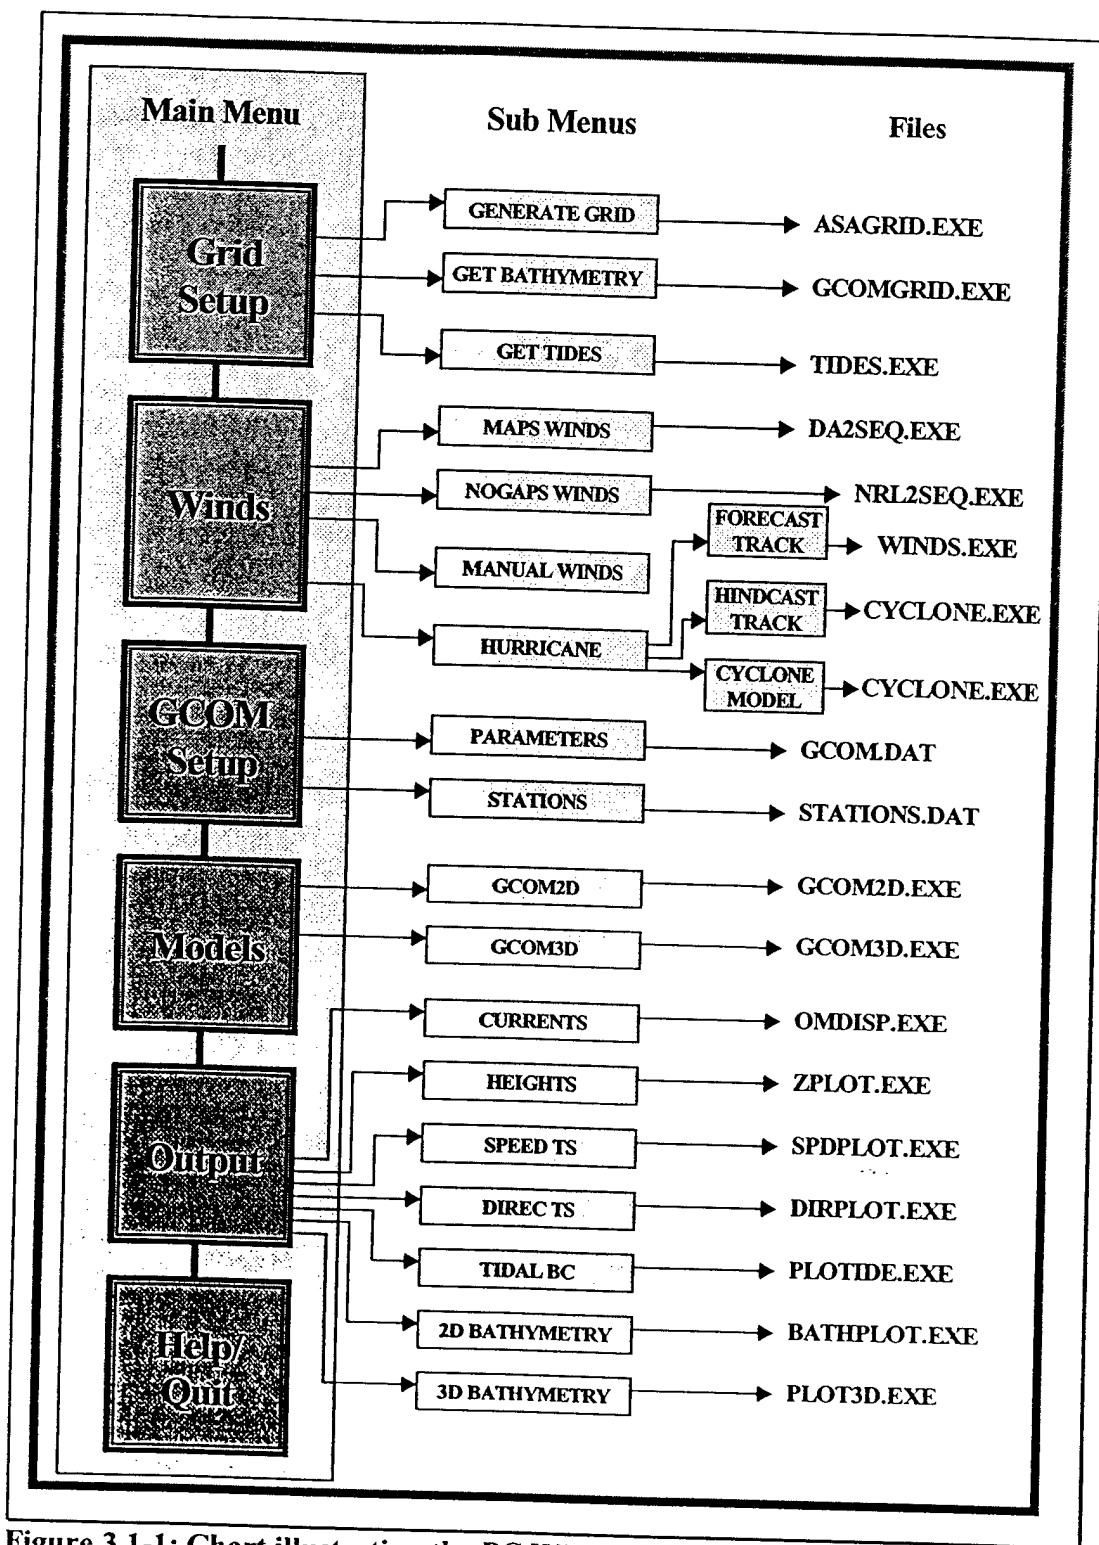 Main Menu
Sub Menus
Files
Grid
Setup
GENERATE GRID
ASAGRID.EXE
GET BATHYMETRY
GCOMGRID.EXE
GET TIDES
TIDES.EXE
Winds
MAPS WINDS
DA2SEQ.EXE
NOGAPS WINDS
NRL2SEQ.EXE
MANUAL WINDS
HURRICANE
FORECAST
TRACK
WINDS.EXE
HINDCAST
TRACK
CYCLONE.EXE
CYCLONE
MODEL
CYCLONE.EXE
GCOM
Setup
PARAMETERS
GCOM.DAT
STATIONS
STATIONS.DAT
Models
GCOM2D
GCOM2D.EXE
GCOM3D
GCOM3D.EXE
Output
CURRENTS
OMDISP.EXE
HEIGHTS
ZPLOT.EXE
SPEED TS
SPDPLOT.EXE
DIREC TS
DIRPLOT.EXE
TIDAL BC
PLOTIDE.EXE
2D BATHYMETRY
BATHPLOT.EXE
3D BATHYMETRY
PLOT3D.EXE
Help/
Quit
Figure 3.1-1: Chart illustrating the PC